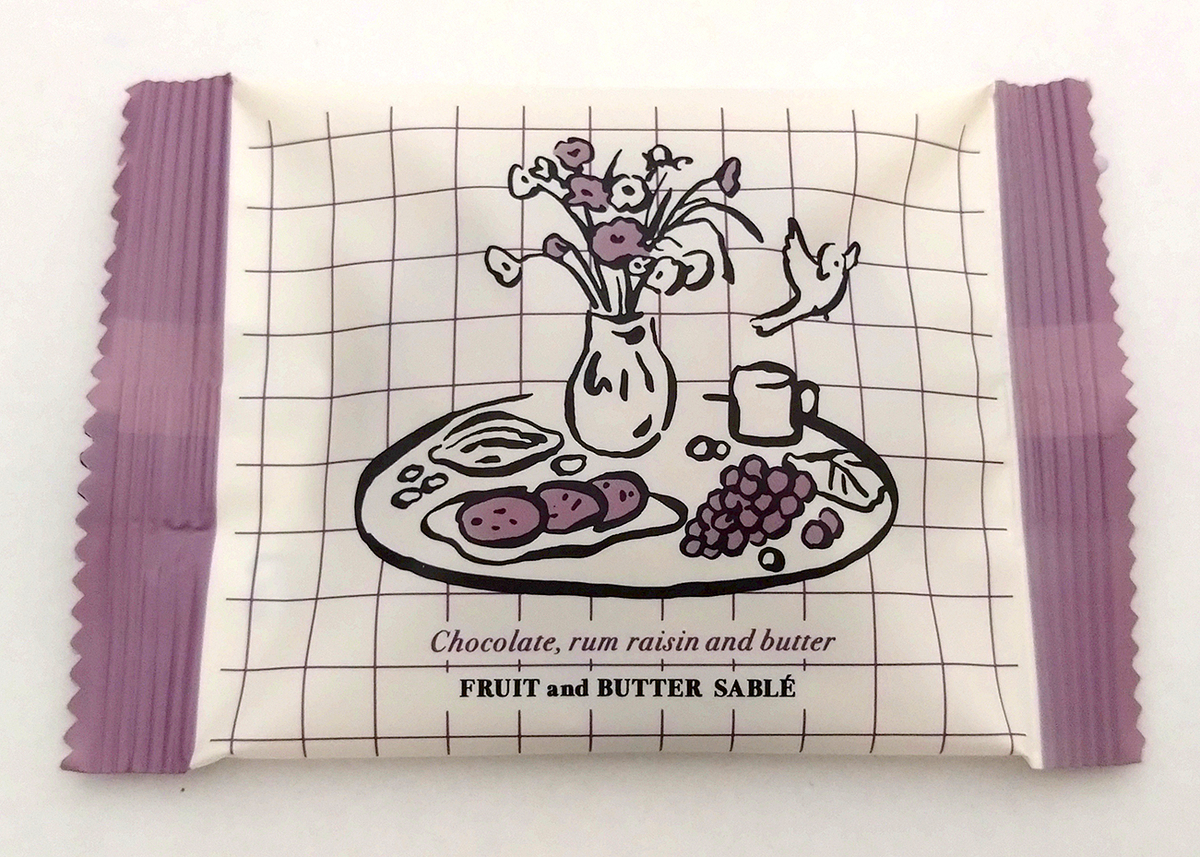 Chocolate, rum raisin and butter
FRUIT and BUTTER SABLÉ